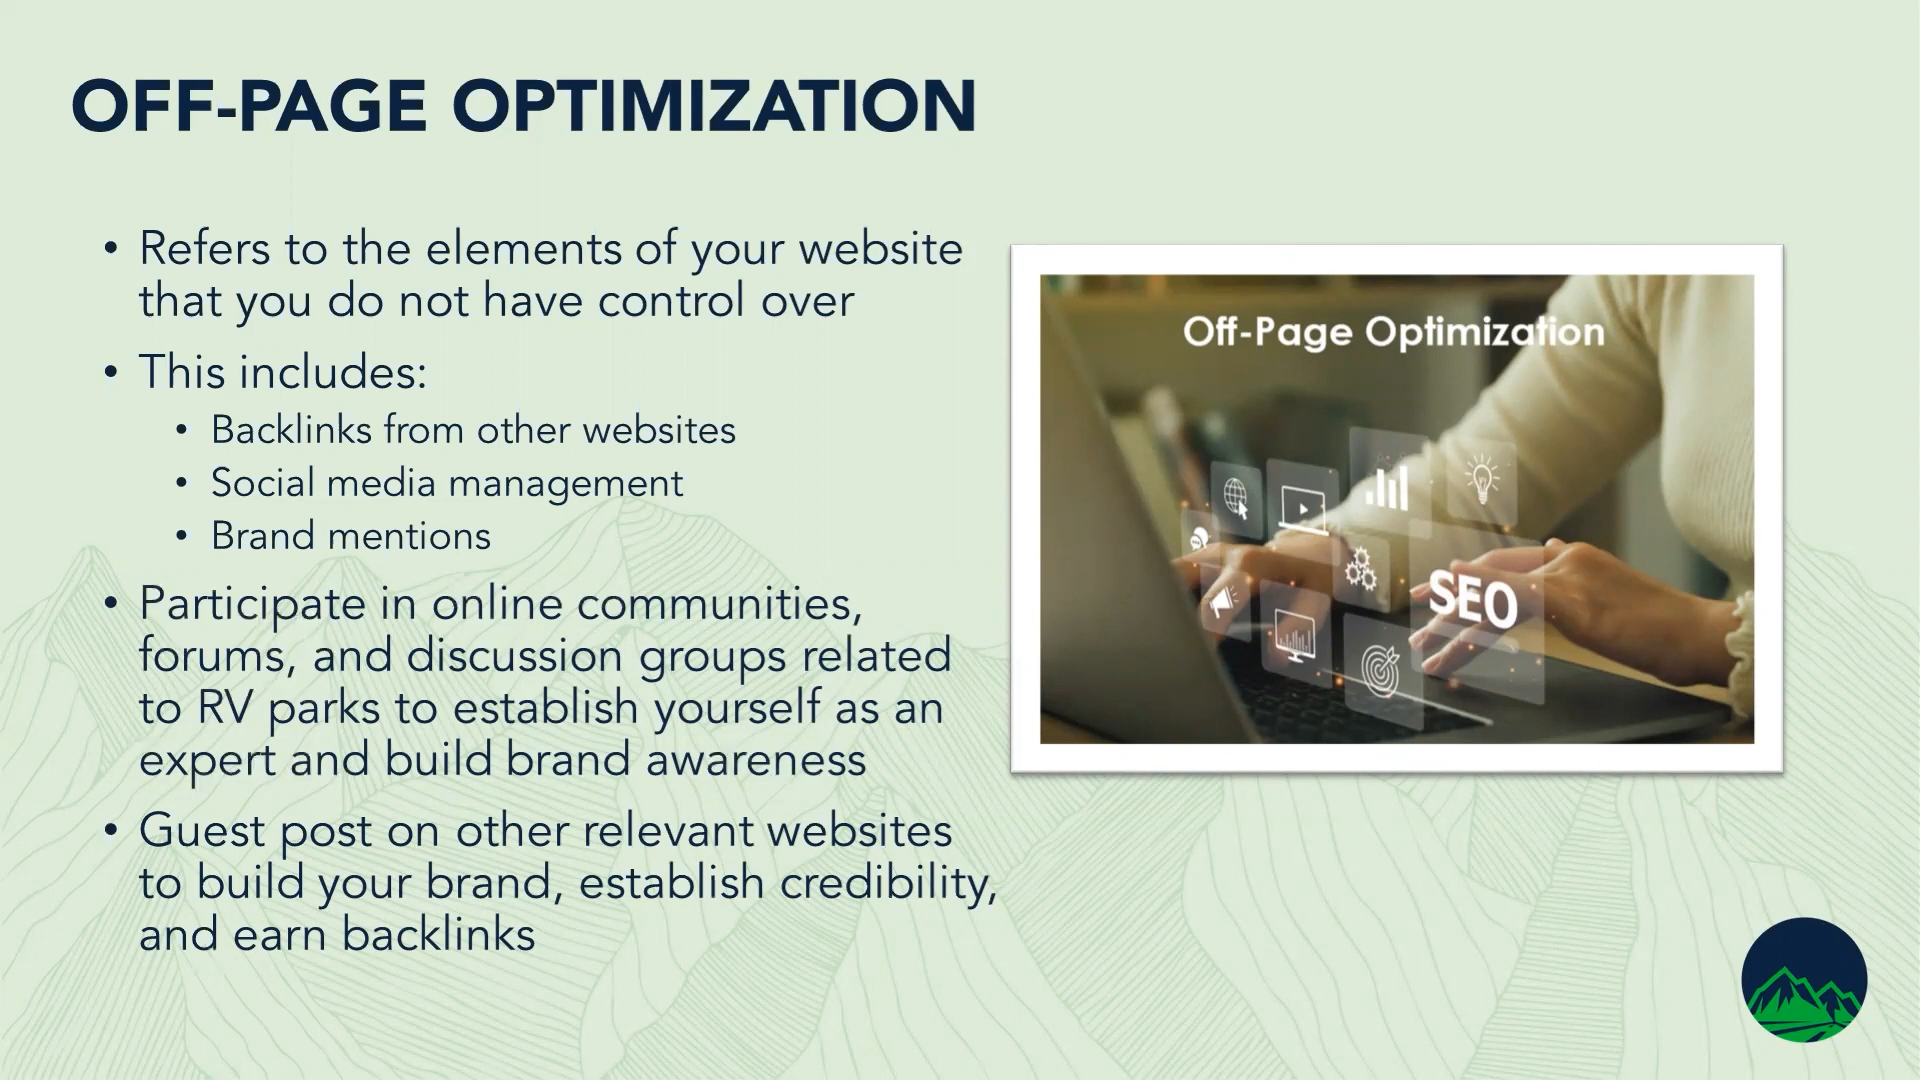 OFF-PAGE OPTIMIZATION
• Refers to the elements of your website
that you do not have control over
• This includes:
• Backlinks from other websites
• Social media management
• Brand mentions
• Participate in online communities,
forums, and discussion groups related
to RV parks to establish yourself as an
expert and build brand awareness
• Guest post on other relevant websites
to build your brand, establish credibility,
and earn backlinks
Off-Page Optimization
SEO